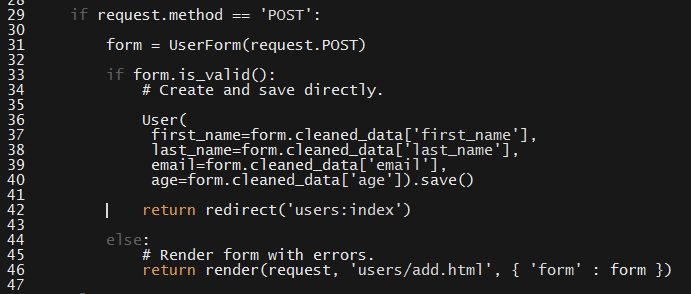 29 if request.method == 'POST':
30
31 form = UserForm(request.POST)
32
33 if form.is_valid():
34 # Create and save directly.
35
36 User(
37 first_name=form.cleaned_data['first_name'],
38 last_name=form.cleaned_data['last_name'],
39 email=form.cleaned_data['email'],
40 age=form.cleaned_data['age']).save()
41
42 return redirect('users:index')
43
44 else:
45 # Render form with errors.
46 return render(request, 'users/add.html', { 'form' : form })
47